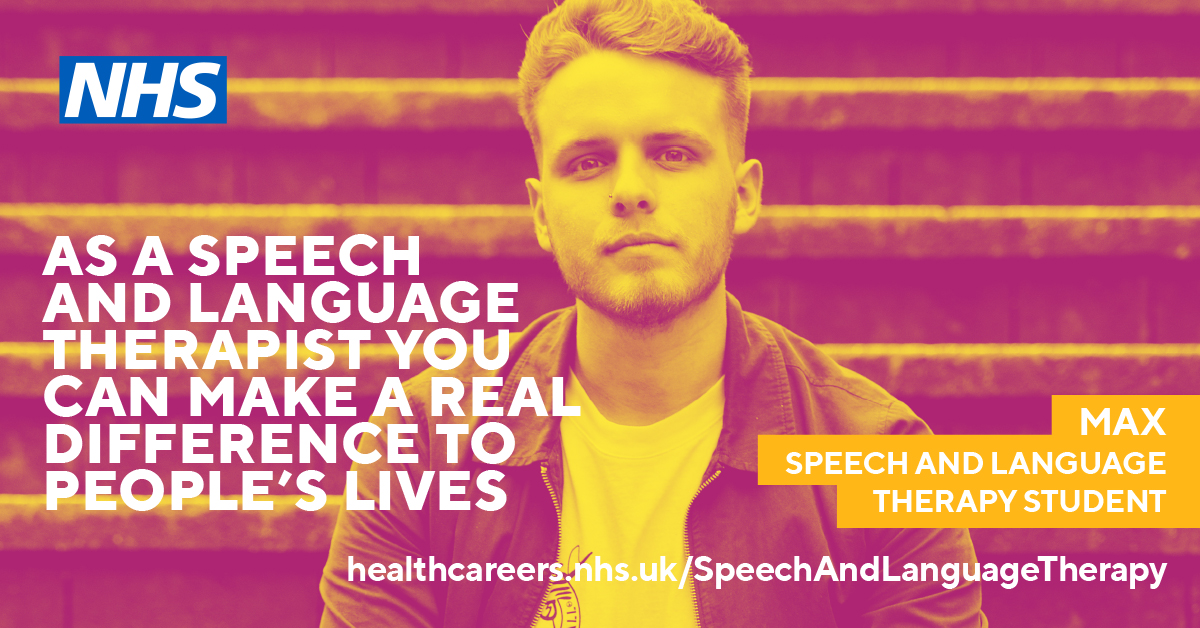 NHS
AS A SPEECH
AND LANGUAGE
THERAPIST YOU
CAN MAKE A REAL
DIFFERENCE TO
PEOPLE'S LIVES
MAX
SPEECH AND LANGUAGE
THERAPY STUDENT
healthcareers.nhs.uk/SpeechAndLanguageTherapy